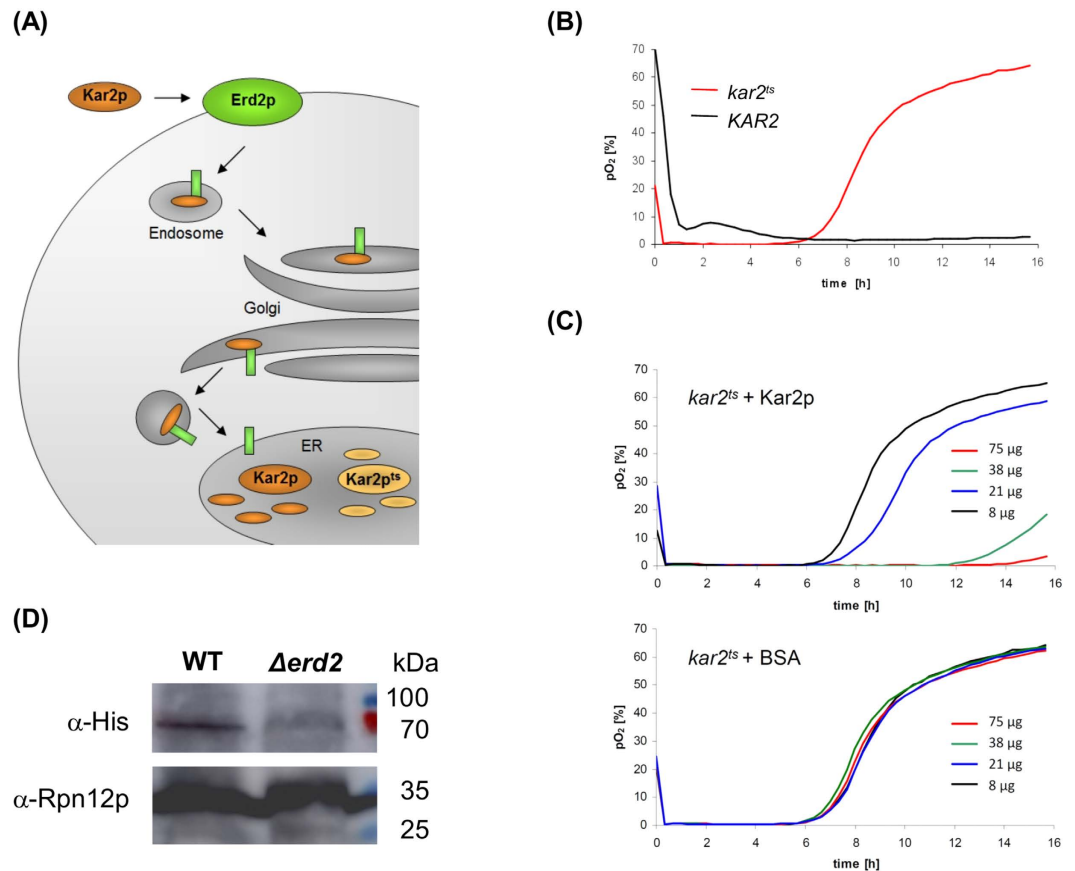 (A)
Kar2p
Erd2p
Endosome
Golgi
ER
Kar2p
Kar2pᵗˢ
(B)
70
60
50
40
30
20
10
0
pO₂ [%]
kar2ᵗˢ
KAR2
0 2 4 6 8 10 12 14 16
time [h]
(C)
70
60
50
40
30
20
10
0
pO₂ [%]
kar2ᵗˢ + Kar2p
75 µg
38 µg
21 µg
8 µg
0 2 4 6 8 10 12 14 16
time [h]
70
60
50
40
30
20
10
0
pO₂ [%]
kar2ᵗˢ + BSA
75 µg
38 µg
21 µg
8 µg
0 2 4 6 8 10 12 14 16
time [h]
(D)
WT Δerd2 kDa
α-His
100
70
α-Rpn12p
35
25